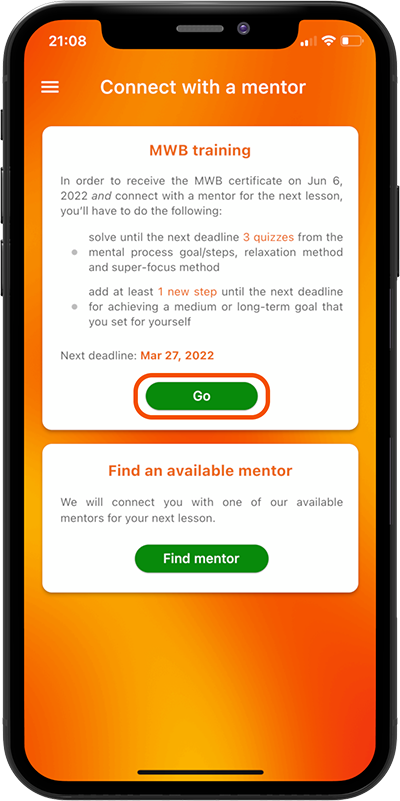 21:08
Connect with a mentor
MWB training
In order to receive the MWB certificate on Jun 6,
2022 and connect with a mentor for the next lesson,
you'll have to do the following:
solve until the next deadline 3 quizzes from the
mental process goal/steps, relaxation method
and super-focus method
add at least 1 new step until the next deadline
for achieving a medium or long-term goal that
you set for yourself
Next deadline: Mar 27, 2022
Go
Find an available mentor
We will connect you with one of our available
mentors for your next lesson.
Find mentor